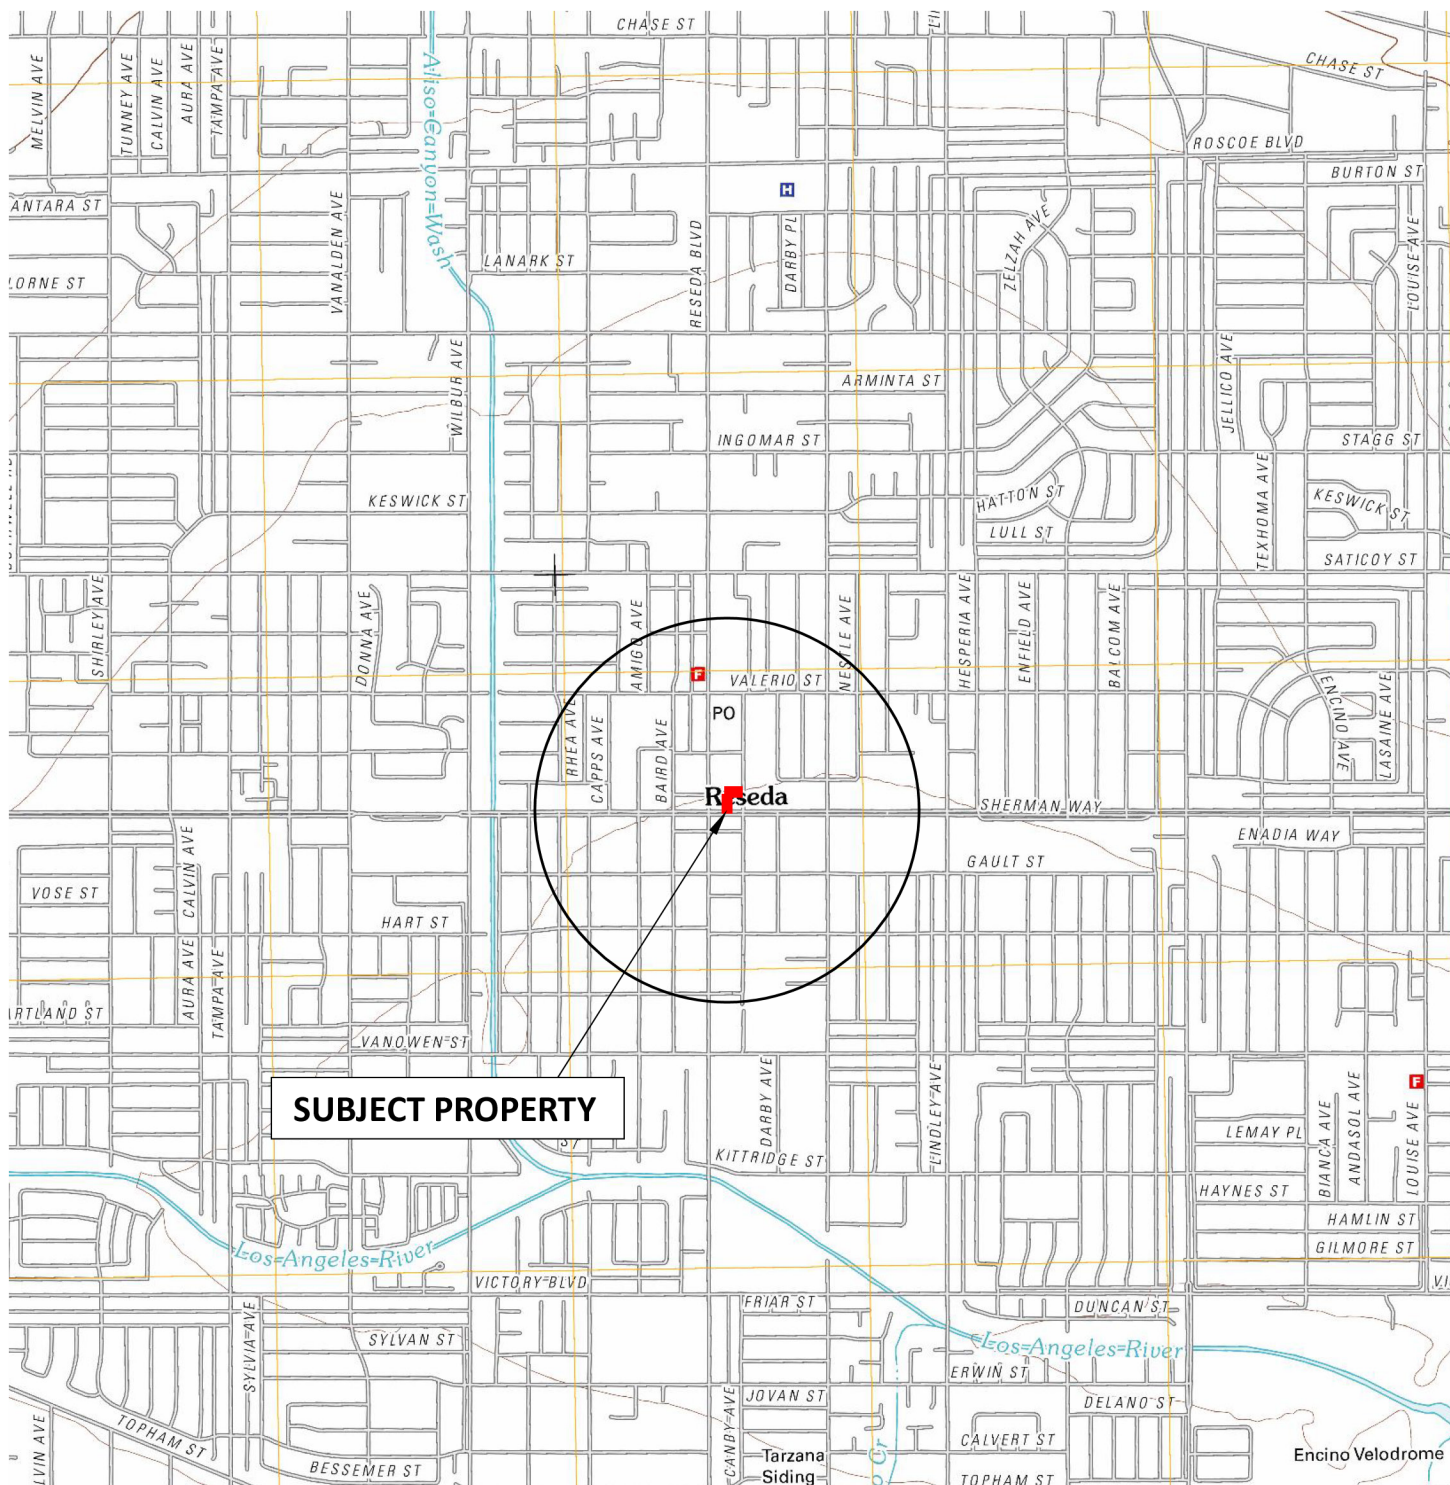 CHASE ST
CHASE ST
MELVIN AVE
TUNNEY AVE
CALVIN AVE
AURA AVE
TAMPA AVE
Aliso Canyon Wash
ROSCOE BLVD
BURTON ST
ANTARA ST
VANALDEN AVE
H
RESEDA BLVD
DARBY PL
ZELZAH AVE
LOUISE AVE
LANARK ST
LORNE ST
WILBUR AVE
ARMINTA ST
JELLICO AVE
INGOMAR ST
STAGG ST
KESWICK ST
HATTON ST
TEXHOMA AVE
KESWICK ST
LULL ST
SATICOY ST
SHIRLEY AVE
DONNA AVE
AMIGO AVE
NESTLE AVE
HESPERIA AVE
ENFIELD AVE
BALCOM AVE
F
VALERIO ST
ENCINO AVE
LASAINE AVE
PO
RHEA AVE
CAPPS AVE
BAIRD AVE
Reseda
SHERMAN WAY
ENADIA WAY
CALVIN AVE
GAULT ST
VOSE ST
HART ST
AURA AVE
TAMPA AVE
ARTLAND ST
VANOWEN ST
DARBY AVE
LINDLEY AVE
F
SUBJECT PROPERTY
ST
LEMAY PL
BIANCA AVE
ANDASOL AVE
LOUISE AVE
KITTRIDGE ST
HAYNES ST
HAMLIN ST
Los Angeles River
GILMORE ST
VICTORY BLVD
VI
FRIAR ST
DUNCAN ST
SYLVIA AVE
SYLVAN ST
Los Angeles River
ERWIN ST
JOVAN ST
DELANO ST
CANBY AVE
LVIN AVE
TOPHAM ST
CALVERT ST
Encino Velodrome
Tarzana
Siding
o Cr
BESSEMER ST
TOPHAM ST